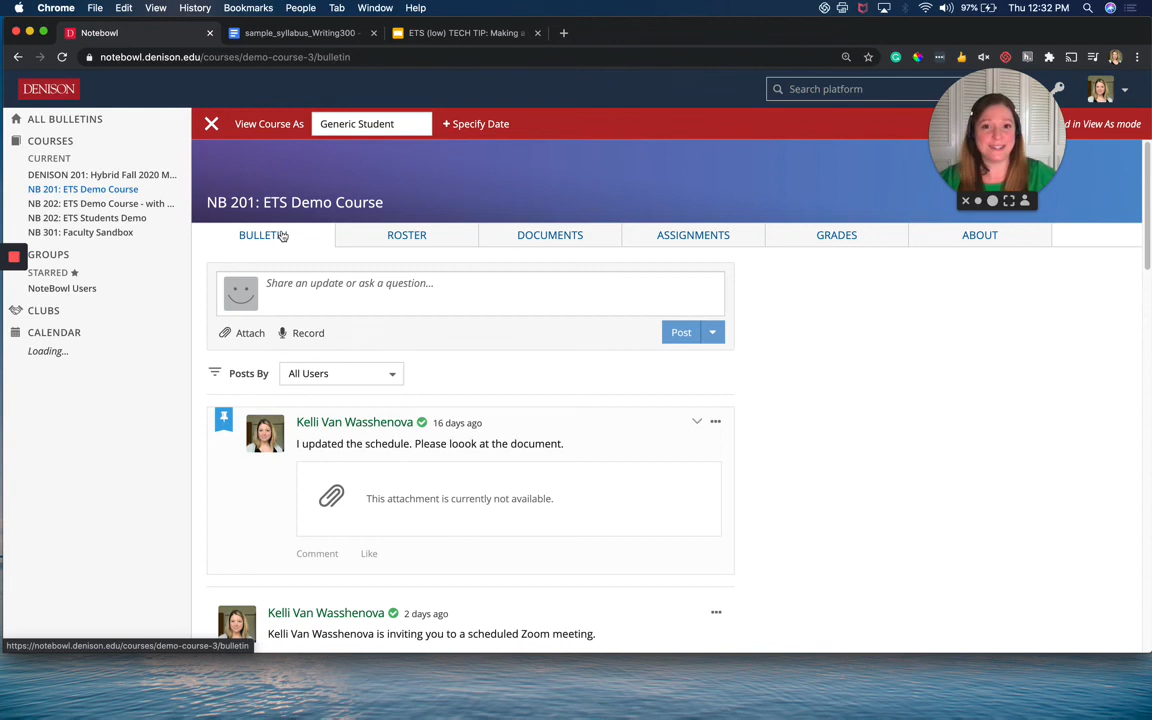 Chrome File Edit View History Bookmarks People Tab Window Help 97% Thu 12:32 PM
Notebowl
sample_syllabus_Writing300 -
ETS (low) TECH TIP: Making a
notebowl.denison.edu/courses/demo-course-3/bulletin
DENISON
Search platform
ALL BULLETINS
COURSES
CURRENT
DENISON 201: Hybrid Fall 2020 M...
NB 201: ETS Demo Course
NB 202: ETS Demo Course - with ...
NB 202: ETS Students Demo
NB 301: Faculty Sandbox
GROUPS
STARRED
NoteBowl Users
CLUBS
CALENDAR
Loading...
View Course As Generic Student + Specify Date
d in View As mode
NB 201: ETS Demo Course
BULLETI ROSTER DOCUMENTS ASSIGNMENTS GRADES ABOUT
Share an update or ask a question...
Attach Record Post
Posts By All Users
Kelli Van Wasshenova 16 days ago
I updated the schedule. Please loook at the document.
This attachment is currently not available.
Comment Like
Kelli Van Wasshenova 2 days ago
Kelli Van Wasshenova is inviting you to a scheduled Zoom meeting.
https://notebowl.denison.edu/courses/demo-course-3/bulletin